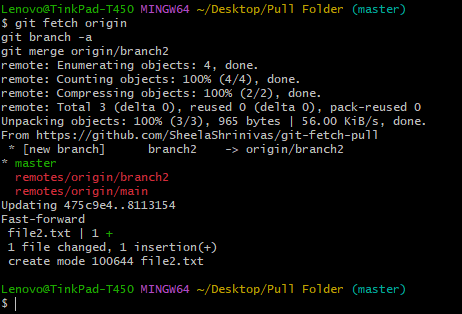 Lenovo@TinkPad-T450 MINGW64 ~/Desktop/Pull Folder (master)
$ git fetch origin
git branch -a
git merge origin/branch2
remote: Enumerating objects: 4, done.
remote: Counting objects: 100% (4/4), done.
remote: Compressing objects: 100% (2/2), done.
remote: Total 3 (delta 0), reused 0 (delta 0), pack-reused 0
Unpacking objects: 100% (3/3), 965 bytes | 56.00 KiB/s, done.
From https://github.com/SheelaShrinivas/git-fetch-pull
 * [new branch]      branch2    -> origin/branch2
* master
  remotes/origin/branch2
  remotes/origin/main
Updating 475c9e4..8113154
Fast-forward
 file2.txt | 1 +
 1 file changed, 1 insertion(+)
 create mode 100644 file2.txt
Lenovo@TinkPad-T450 MINGW64 ~/Desktop/Pull Folder (master)
$